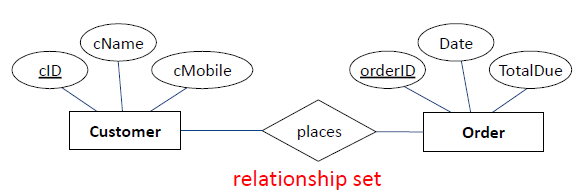 cName
cID
cMobile
Date
orderID
TotalDue
Customer
places
Order
relationship set